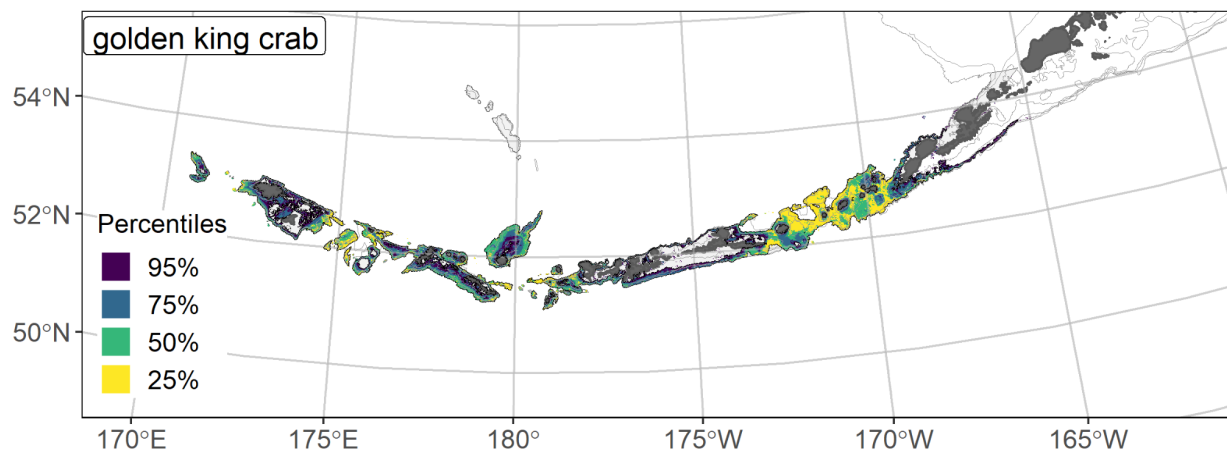 golden king crab
54°N
52°N
50°N
Percentiles
95%
75%
50%
25%
170°E
175°E
180°
175°W
170°W
165°W